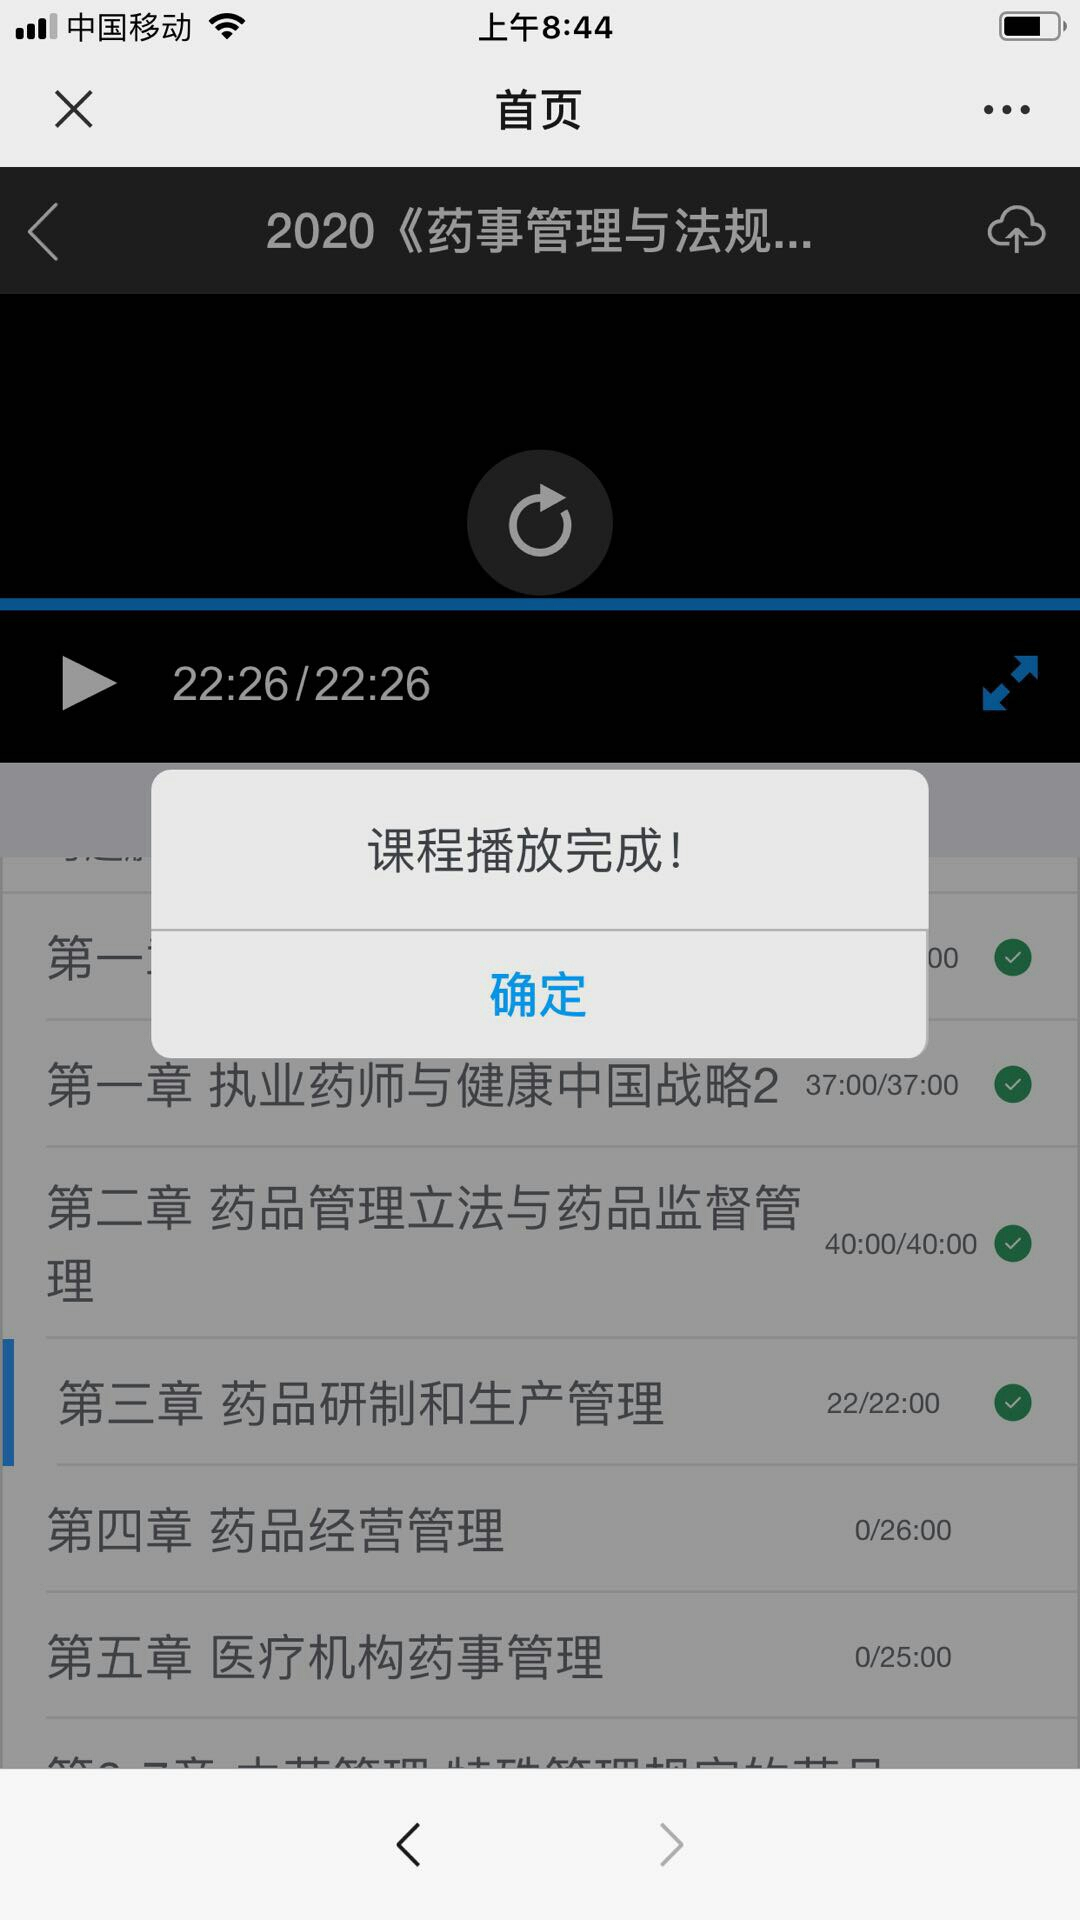 中国移动
上午8:44
首页
2020《药事管理与法规...
22:26/22:26
课程播放完成！
确定
第一
00
第一章 执业药师与健康中国战略2 37:00/37:00
第二章 药品管理立法与药品监督管
理
40:00/40:00
第三章 药品研制和生产管理 22/22:00
第四章 药品经营管理 0/26:00
第五章 医疗机构药事管理 0/25:00